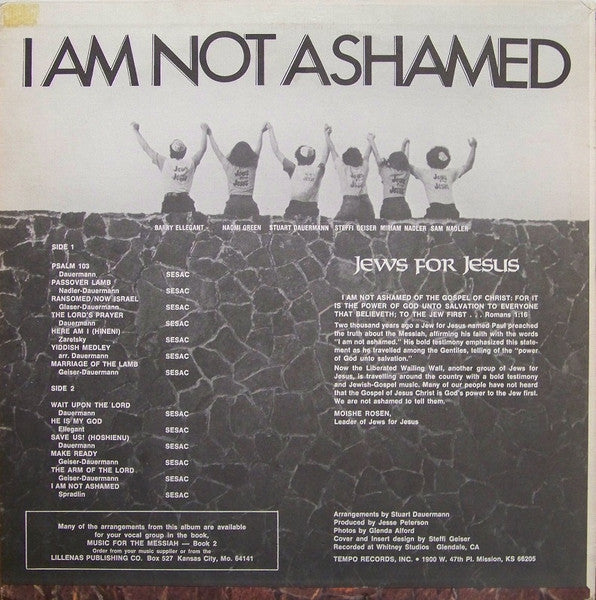 I AM NOT ASHAMED
Jews for Jesus
Jews for Jesus
BARRY ELLEGANT NAOMI GREEN STUART DAUERMANN STEFFI GEISER MIRIAM NADLER SAM NADLER
SIDE 1
PSALM 103
Dauermann SESAC
PASSOVER LAMB
Nadler-Dauermann SESAC
RANSOMED/NOW ISRAEL
Glaser-Dauermann SESAC
THE LORD'S PRAYER
Dauermann SESAC
HERE AM I (HINENI)
Zaretsky SESAC
YIDDISH MEDLEY
arr. Dauermann SESAC
MARRIAGE OF THE LAMB
Geiser-Dauermann SESAC
SIDE 2
WAIT UPON THE LORD
Dauermann SESAC
HE IS MY GOD
Ellegant SESAC
SAVE US! (HOSHIENU)
Dauermann SESAC
MAKE READY
Geiser-Dauermann SESAC
THE ARM OF THE LORD
Geiser-Dauermann SESAC
I AM NOT ASHAMED
Spradlin SESAC
Many of the arrangements from this album are available
for your vocal group in the book,
MUSIC FOR THE MESSIAH — Book 2
Order from your music supplier or from the
LILLENAS PUBLISHING CO. Box 527 Kansas City, Mo. 64141
JEWS FOR JESUS
I AM NOT ASHAMED OF THE GOSPEL OF CHRIST: FOR IT
IS THE POWER OF GOD UNTO SALVATION TO EVERYONE
THAT BELIEVETH; TO THE JEW FIRST . . . Romans 1:16
Two thousand years ago a Jew for Jesus named Paul preached
the truth about the Messiah, affirming his faith with the words
"I am not ashamed." His bold testimony emphasized this state-
ment as he travelled among the Gentiles, telling of the "power
of God unto salvation."
Now the Liberated Wailing Wall, another group of Jews for
Jesus, is travelling around the country with a bold testimony
and Jewish-Gospel music. Many of our people have not heard
that the Gospel of Jesus Christ is God's power to the Jew first.
We are not ashamed to tell them.
MOISHE ROSEN,
Leader of Jews for Jesus
Arrangements by Stuart Dauermann
Produced by Jesse Peterson
Photos by Glenda Alford
Cover and Insert design by Steffi Geiser
Recorded at Whitney Studios Glendale, CA
TEMPO RECORDS, INC. • 1900 W. 47th Pl. Mission, KS 66205